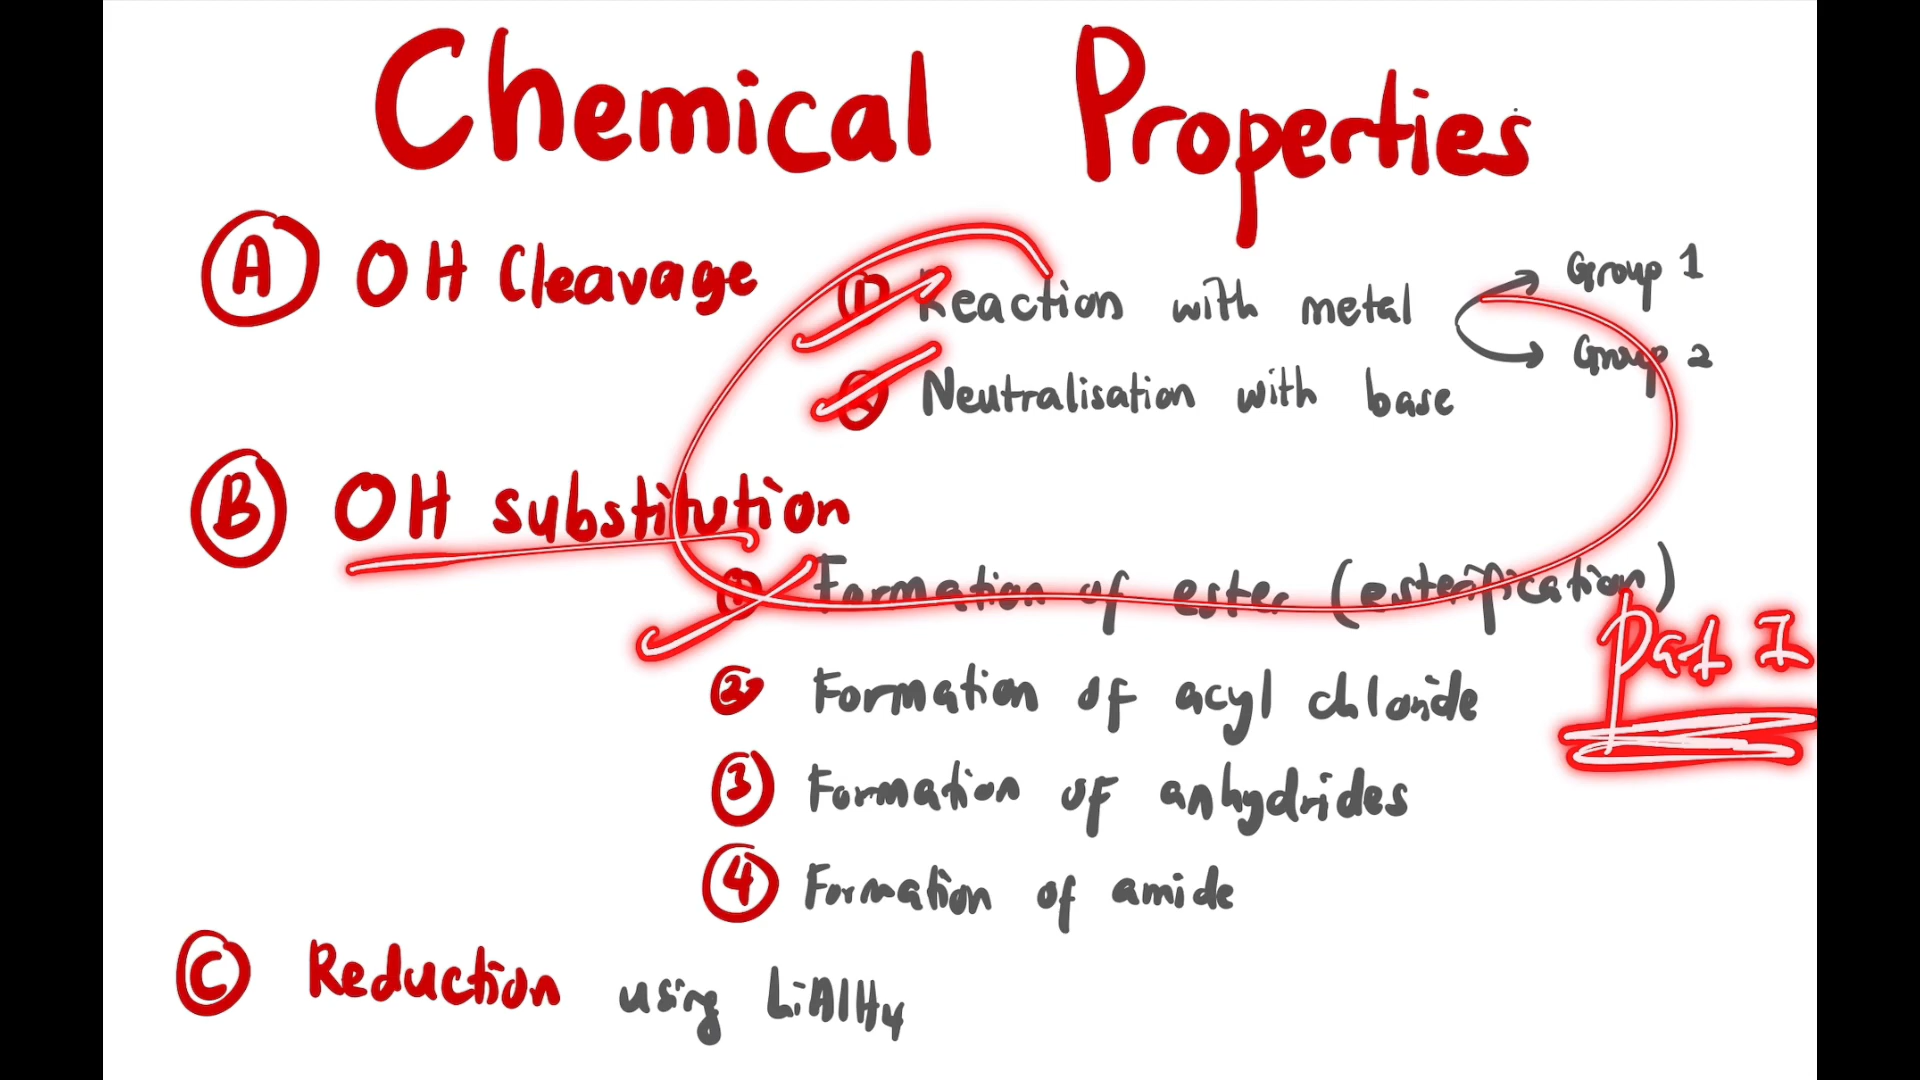 Chemical Properties
A OH Cleavage
1 Reaction with metal
Group 1
Group 2
2 Neutralisation with base
B OH substitution
1 Formation of ester (esterification)
2 Formation of acyl chloride
Part I
3 Formation of anhydrides
4 Formation of amide
C Reduction using LiAlH4